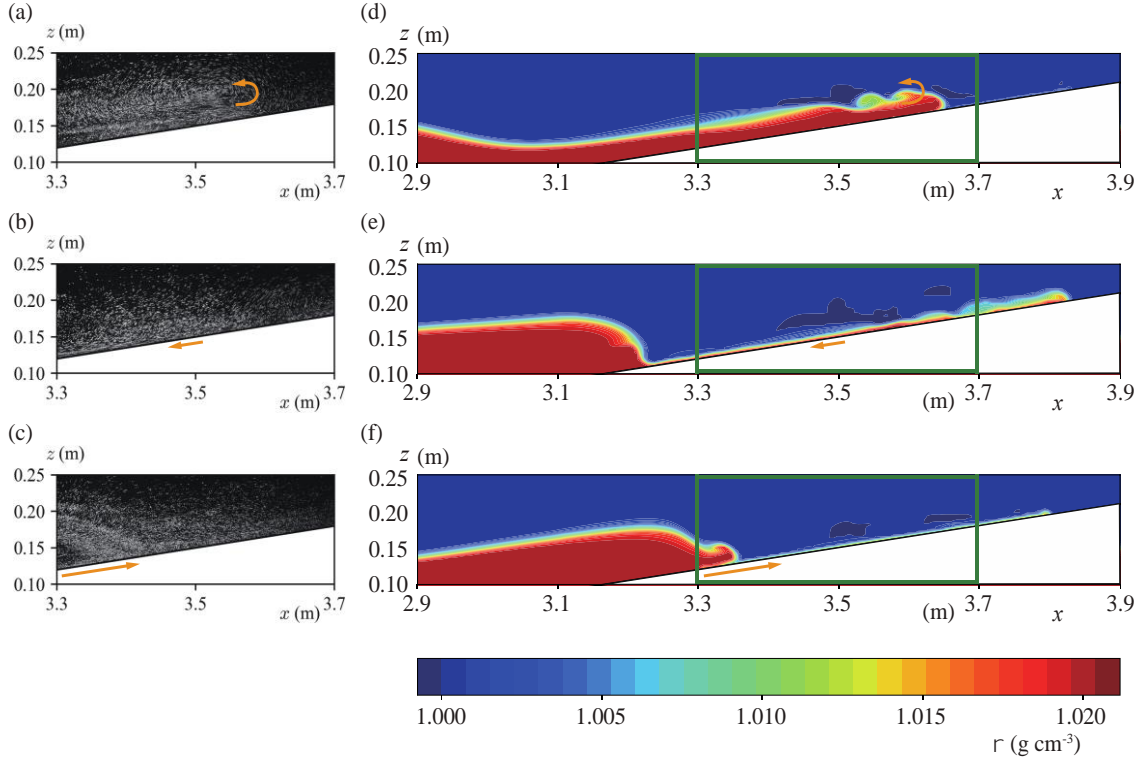 (a)
z (m)
0.25
0.20
0.15
0.10
3.3 3.5 3.7
x (m)
(b)
z (m)
0.25
0.20
0.15
0.10
3.3 3.5 3.7
x (m)
(c)
z (m)
0.25
0.20
0.15
0.10
3.3 3.5 3.7
x (m)
(d)
z (m)
0.25
0.20
0.15
0.10
2.9 3.1 3.3 3.5 (m) 3.7 x 3.9
(e)
z (m)
0.25
0.20
0.15
0.10
2.9 3.1 3.3 3.5 (m) 3.7 x 3.9
(f)
z (m)
0.25
0.20
0.15
0.10
2.9 3.1 3.3 3.5 (m) 3.7 x 3.9
1.000 1.005 1.010 1.015 1.020
r (g cm-3)